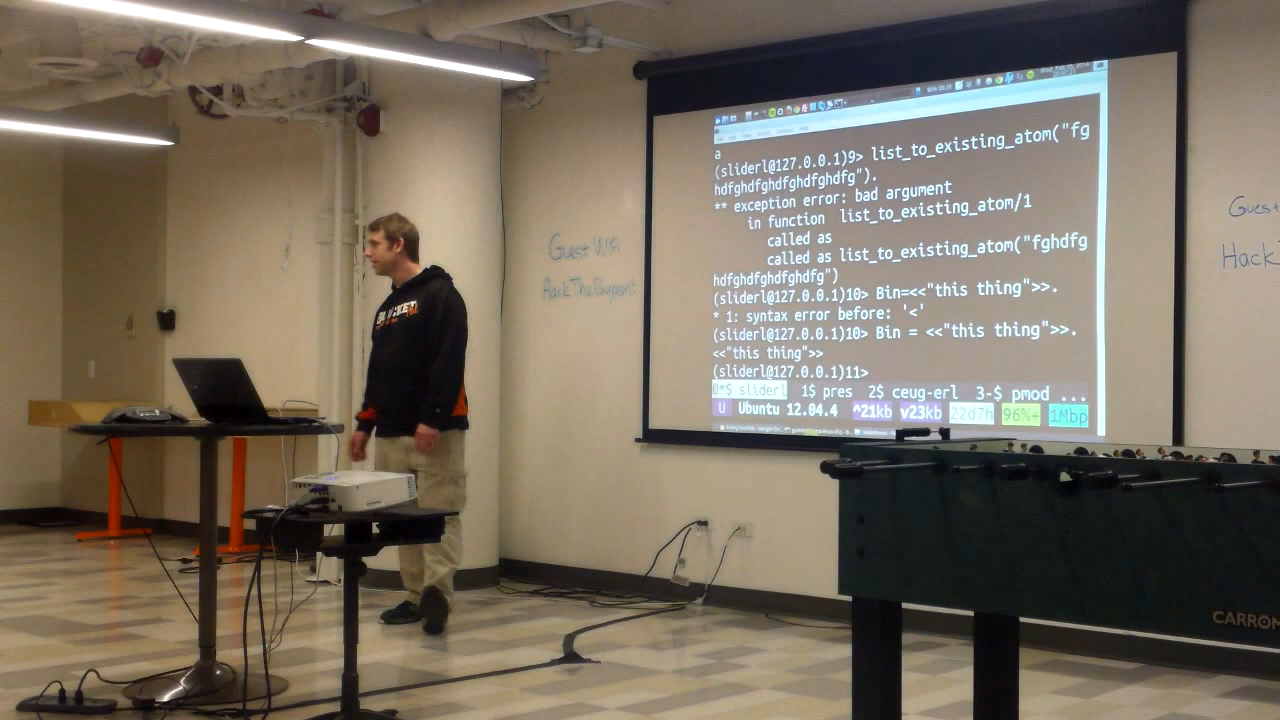 a
(sliderl@127.0.0.1)9> list_to_existing_atom("fg
hdfghdfghdfghdfghdfg").
** exception error: bad argument
in function  list_to_existing_atom/1
called as
called as list_to_existing_atom("fghdfg
hdfghdfghdfghdfg")
(sliderl@127.0.0.1)10> Bin=<<"this thing">>.
* 1: syntax error before: '<'
(sliderl@127.0.0.1)10> Bin = <<"this thing">>.
<<"this thing">>
(sliderl@127.0.0.1)11>
0*$ sliderl  1$ pres  2$ ceug-erl  3-$ pmod ...
U Ubuntu 12.04.4 ^21kb v23kb 22d7h 96%+ 1Mbp
Guest Wifi
HackThePayment
Guest
Hack
CARROM